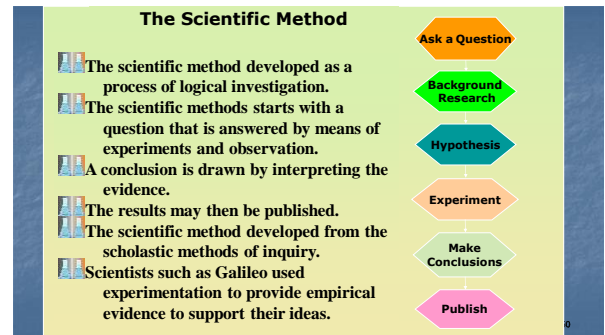 The Scientific Method
The scientific method developed as a
process of logical investigation.
The scientific methods starts with a
question that is answered by means of
experiments and observation.
A conclusion is drawn by interpreting the
evidence.
The results may then be published.
The scientific method developed from the
scholastic methods of inquiry.
Scientists such as Galileo used
experimentation to provide empirical
evidence to support their ideas.
Ask a Question
Background
Research
Hypothesis
Experiment
Make
Conclusions
Publish